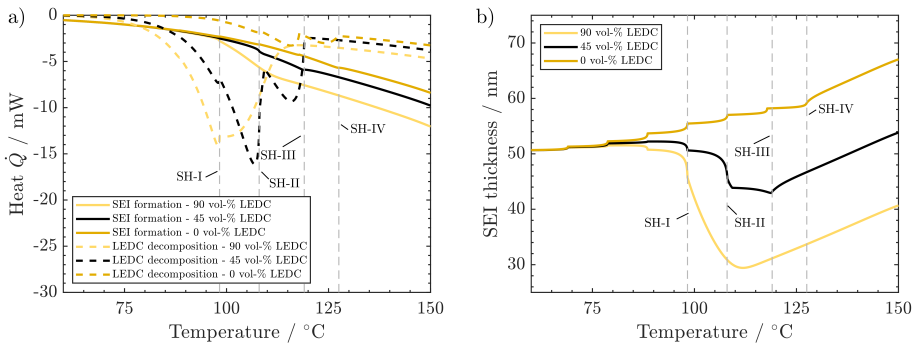 a)
0
-5
-10
-15
-20
-25
-30
Heat Q̇ / mW
75
100
125
150
Temperature / °C
SH-I
SH-II
SH-III
SH-IV
SEI formation - 90 vol-% LEDC
SEI formation - 45 vol-% LEDC
SEI formation - 0 vol-% LEDC
LEDC decomposition - 90 vol-% LEDC
LEDC decomposition - 45 vol-% LEDC
LEDC decomposition - 0 vol-% LEDC
b)
70
60
50
40
30
SEI thickness / nm
75
100
125
150
Temperature / °C
90 vol-% LEDC
45 vol-% LEDC
0 vol-% LEDC
SH-I
SH-II
SH-III
SH-IV